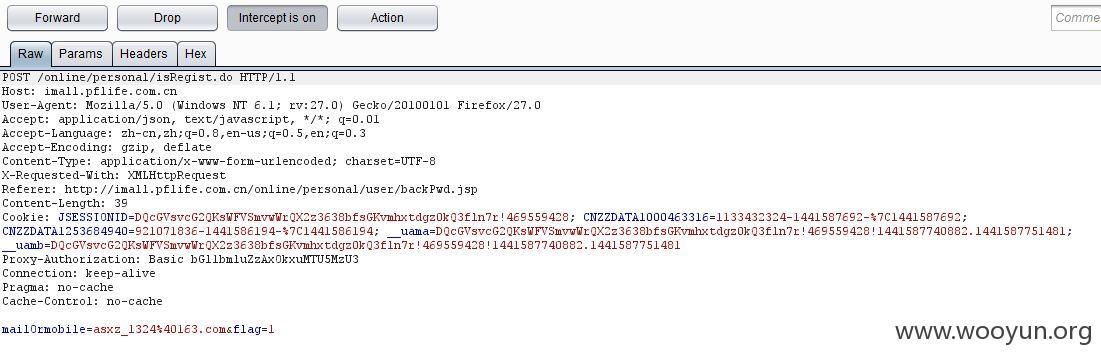 Forward Drop Intercept is on Action Comme
Raw Params Headers Hex
POST /online/personal/isRegist.do HTTP/1.1
Host: imall.pflife.com.cn
User-Agent: Mozilla/5.0 (Windows NT 6.1; rv:27.0) Gecko/20100101 Firefox/27.0
Accept: application/json, text/javascript, */*; q=0.01
Accept-Language: zh-cn,zh;q=0.8,en-us;q=0.5,en;q=0.3
Accept-Encoding: gzip, deflate
Content-Type: application/x-www-form-urlencoded; charset=UTF-8
X-Requested-With: XMLHttpRequest
Referer: http://imall.pflife.com.cn/online/personal/user/backPwd.jsp
Content-Length: 39
Cookie: JSESSIONID=DQcGVsvcG2QKsWFVSmvwWrQX2z3638bfsGKvmhxtdgz0kQ3fln7r!469559428; CNZZDATA1000463316=1133432324-1441587692-%7C1441587692;
CNZZDATA1253684940=921071836-1441586194-%7C1441586194; __uama=DQcGVsvcG2QKsWFVSmvwWrQX2z3638bfsGKvmhxtdgz0kQ3fln7r!469559428!1441587740882.1441587751481;
__uamb=DQcGVsvcG2QKsWFVSmvwWrQX2z3638bfsGKvmhxtdgz0kQ3fln7r!469559428!1441587740882.1441587751481
Proxy-Authorization: Basic bGllbmluZzAxOkxuMTU5MzU3
Connection: keep-alive
Pragma: no-cache
Cache-Control: no-cache
mailOrmobile=asxz_1324%40163.com&flag=1
www.wooyun.org